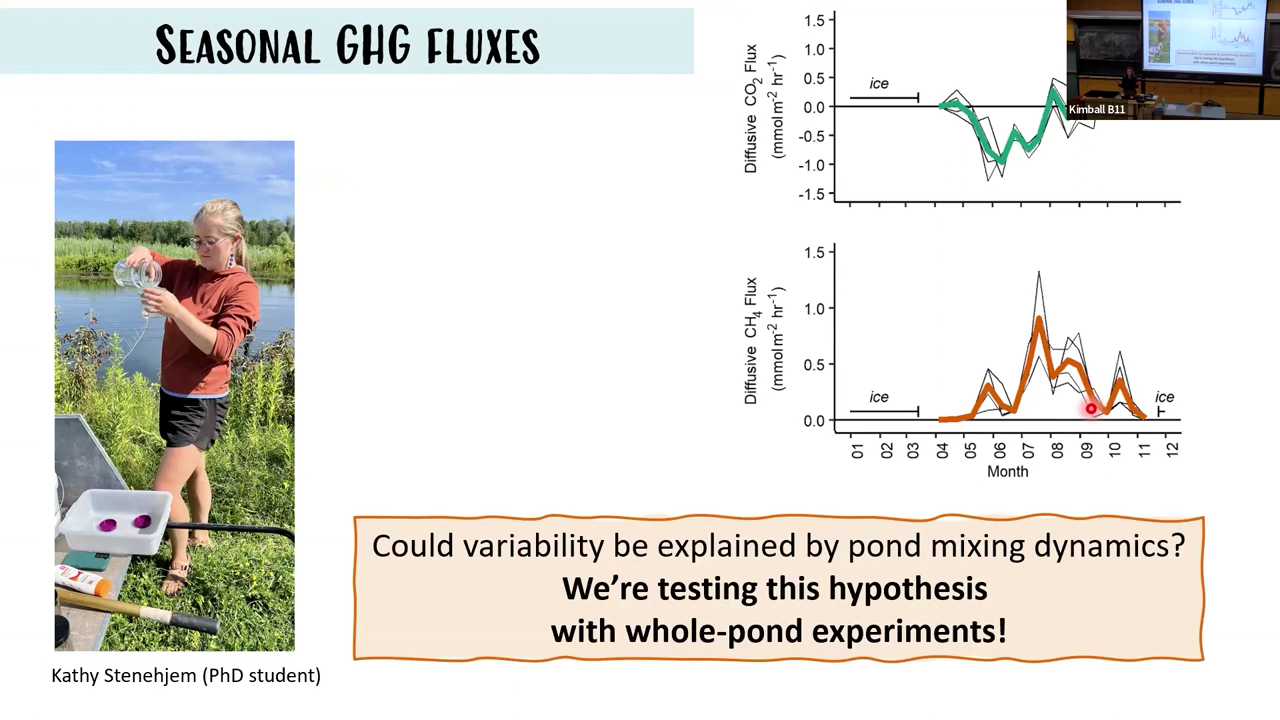 SEASONAL GHG FLUXES
Diffusive CO2 Flux
(mmol m-2 hr-1)
1.5
1.0
0.5
0.0
-0.5
-1.0
-1.5
ice
Kimball B11
Diffusive CH4 Flux
(mmol m-2 hr-1)
1.5
1.0
0.5
0.0
ice
ice
01 02 03 04 05 06 07 08 09 10 11 12
Month
Could variability be explained by pond mixing dynamics?
We’re testing this hypothesis
with whole-pond experiments!
Kathy Stenehjem (PhD student)